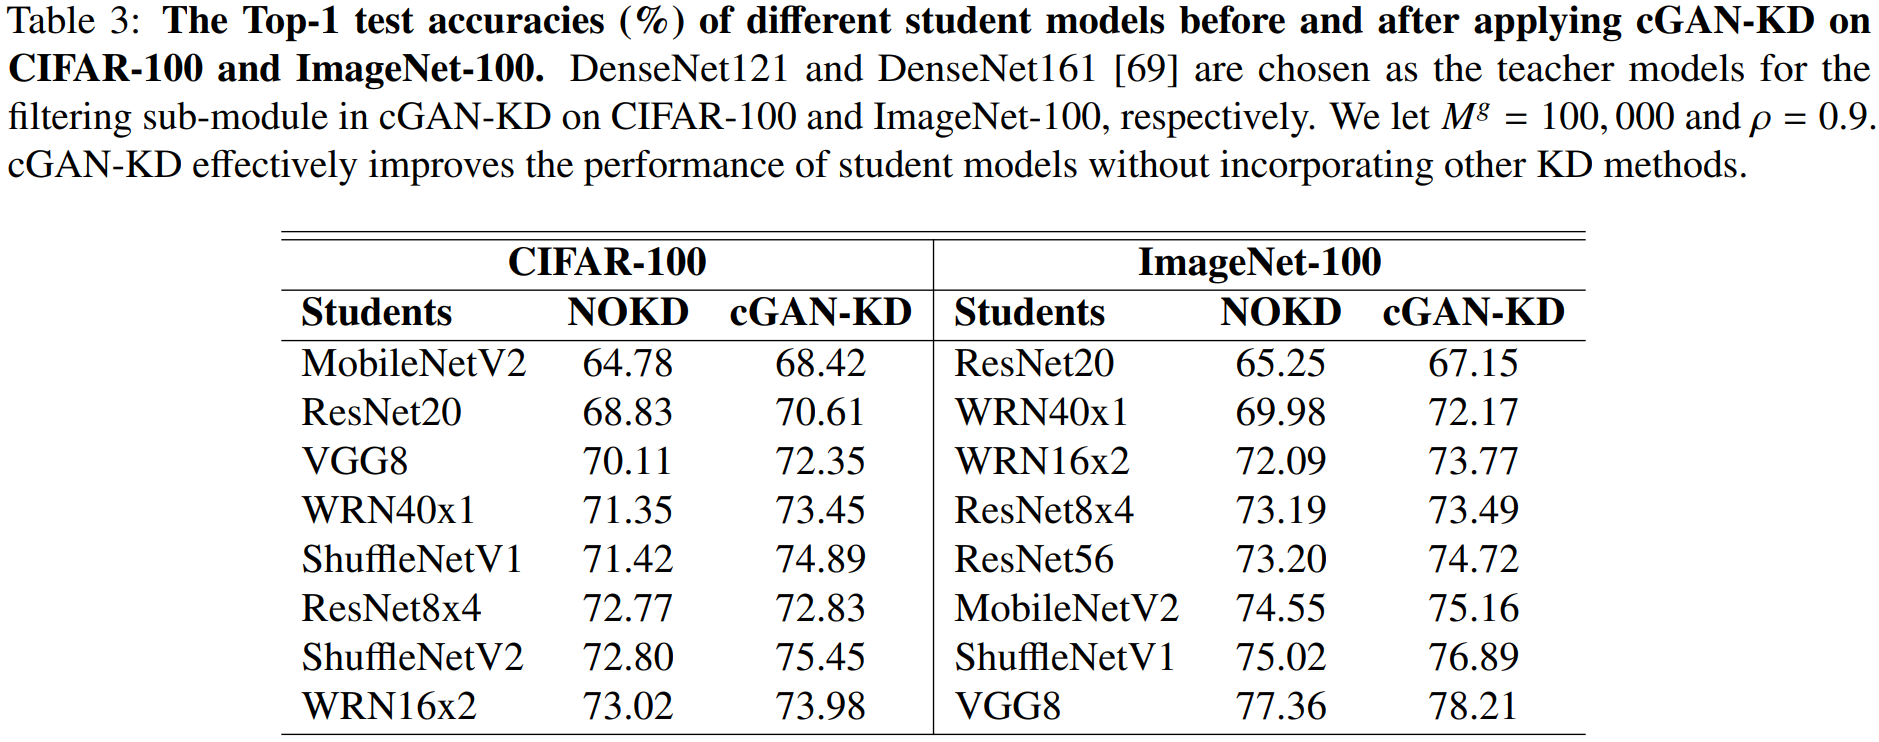 Table 3: The Top-1 test accuracies (%) of different student models before and after applying cGAN-KD on
CIFAR-100 and ImageNet-100. DenseNet121 and DenseNet161 [69] are chosen as the teacher models for the
filtering sub-module in cGAN-KD on CIFAR-100 and ImageNet-100, respectively. We let M^g = 100,000 and ρ = 0.9.
cGAN-KD effectively improves the performance of student models without incorporating other KD methods.
CIFAR-100 ImageNet-100
Students NOKD cGAN-KD Students NOKD cGAN-KD
MobileNetV2 64.78 68.42 ResNet20 65.25 67.15
ResNet20 68.83 70.61 WRN40x1 69.98 72.17
VGG8 70.11 72.35 WRN16x2 72.09 73.77
WRN40x1 71.35 73.45 ResNet8x4 73.19 73.49
ShuffleNetV1 71.42 74.89 ResNet56 73.20 74.72
ResNet8x4 72.77 72.83 MobileNetV2 74.55 75.16
ShuffleNetV2 72.80 75.45 ShuffleNetV1 75.02 76.89
WRN16x2 73.02 73.98 VGG8 77.36 78.21